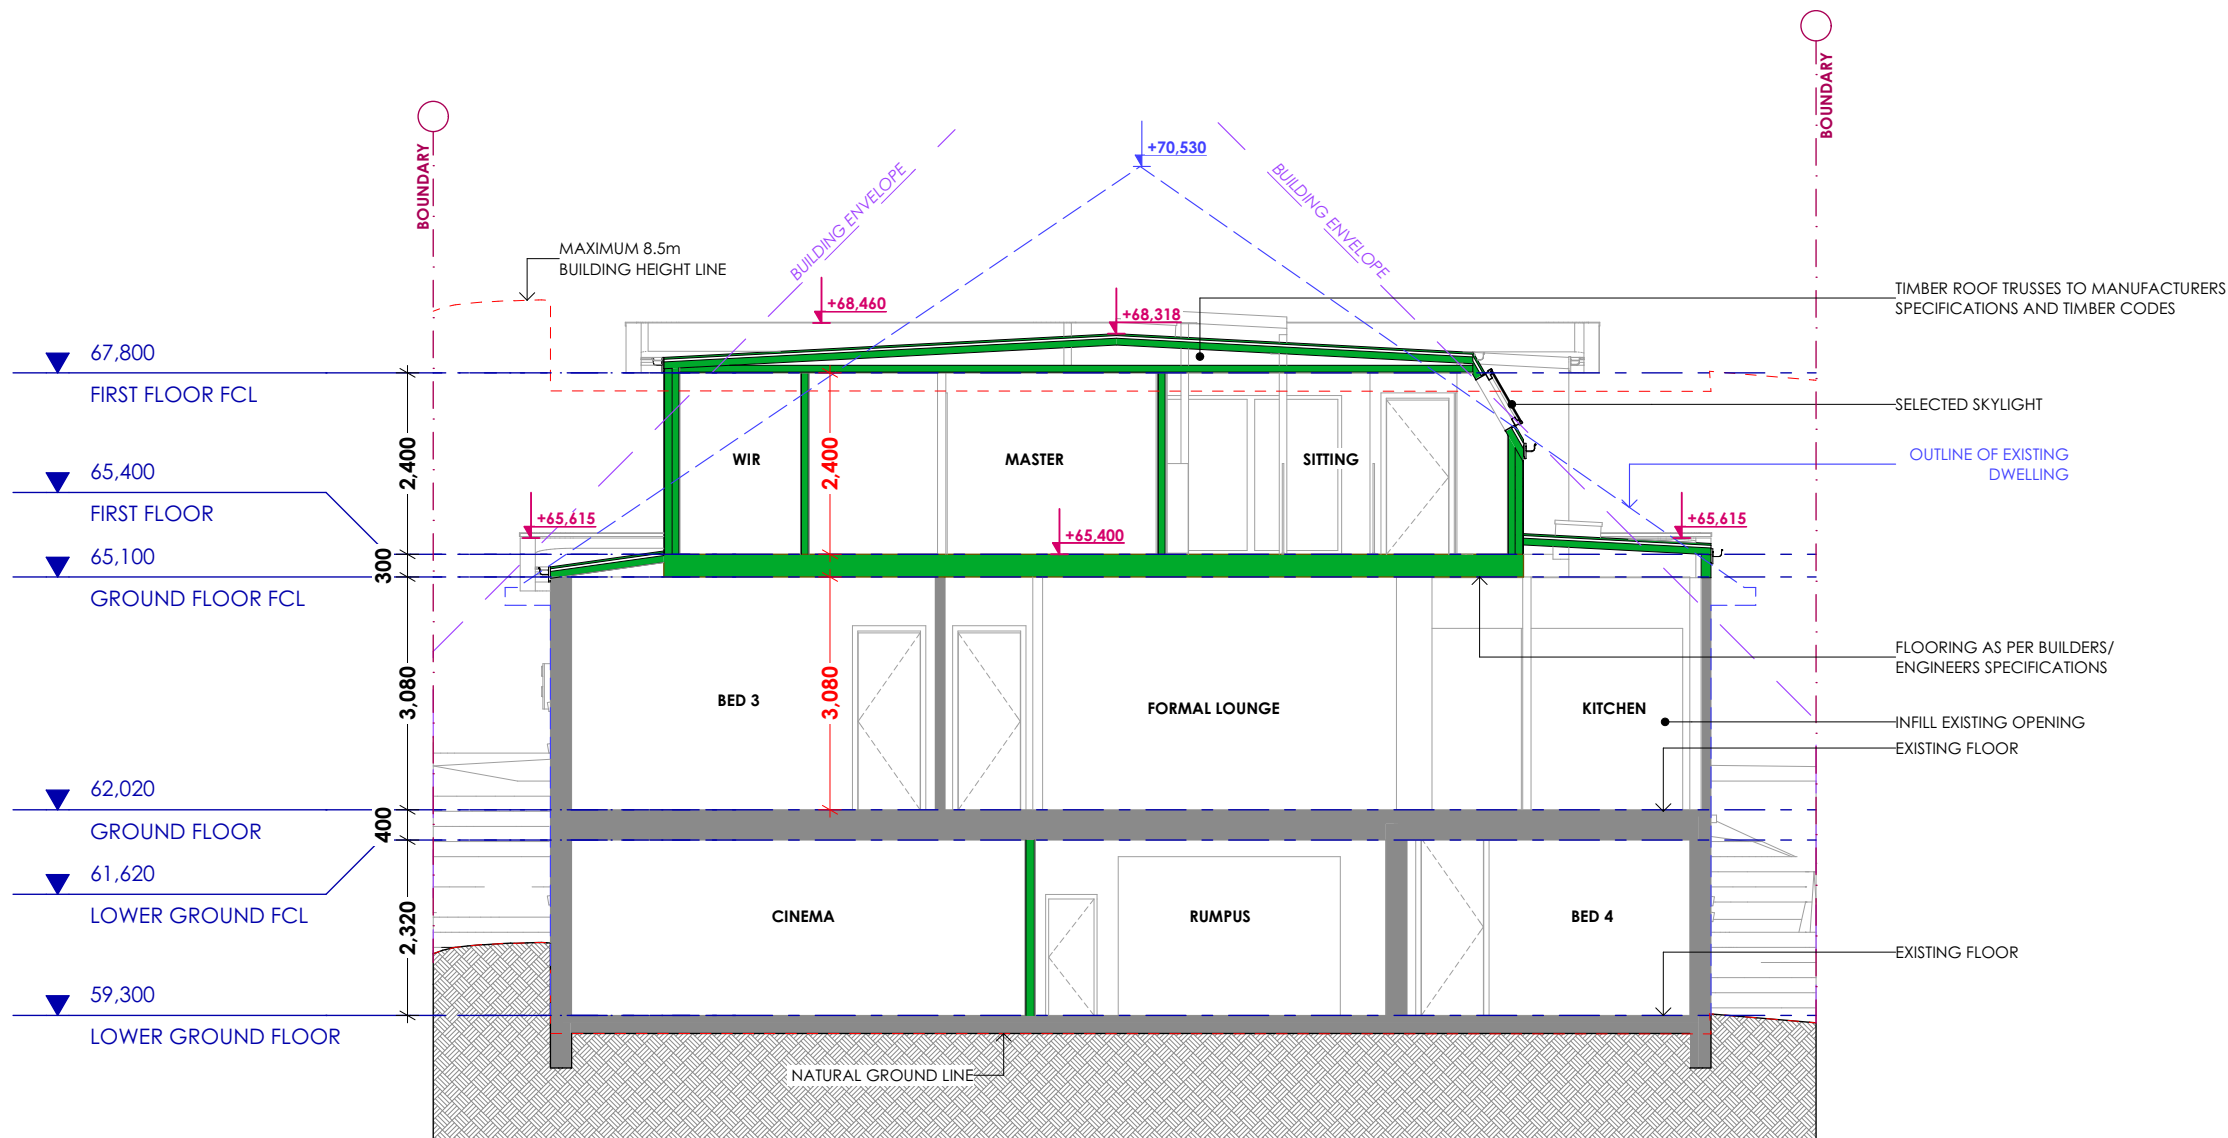 BOUNDARY
BOUNDARY
+70,530
BUILDING ENVELOPE
BUILDING ENVELOPE
MAXIMUM 8.5m
BUILDING HEIGHT LINE
+68,460
+68,318
TIMBER ROOF TRUSSES TO MANUFACTURERS
SPECIFICATIONS AND TIMBER CODES
67,800
FIRST FLOOR FCL
SELECTED SKYLIGHT
2,400
2,400
WIR
MASTER
SITTING
OUTLINE OF EXISTING
DWELLING
65,400
FIRST FLOOR
+65,615
+65,400
+65,615
65,100
GROUND FLOOR FCL
300
FLOORING AS PER BUILDERS/
ENGINEERS SPECIFICATIONS
3,080
3,080
BED 3
FORMAL LOUNGE
KITCHEN
INFILL EXISTING OPENING
EXISTING FLOOR
62,020
GROUND FLOOR
400
61,620
LOWER GROUND FCL
2,320
CINEMA
RUMPUS
BED 4
EXISTING FLOOR
59,300
LOWER GROUND FLOOR
NATURAL GROUND LINE